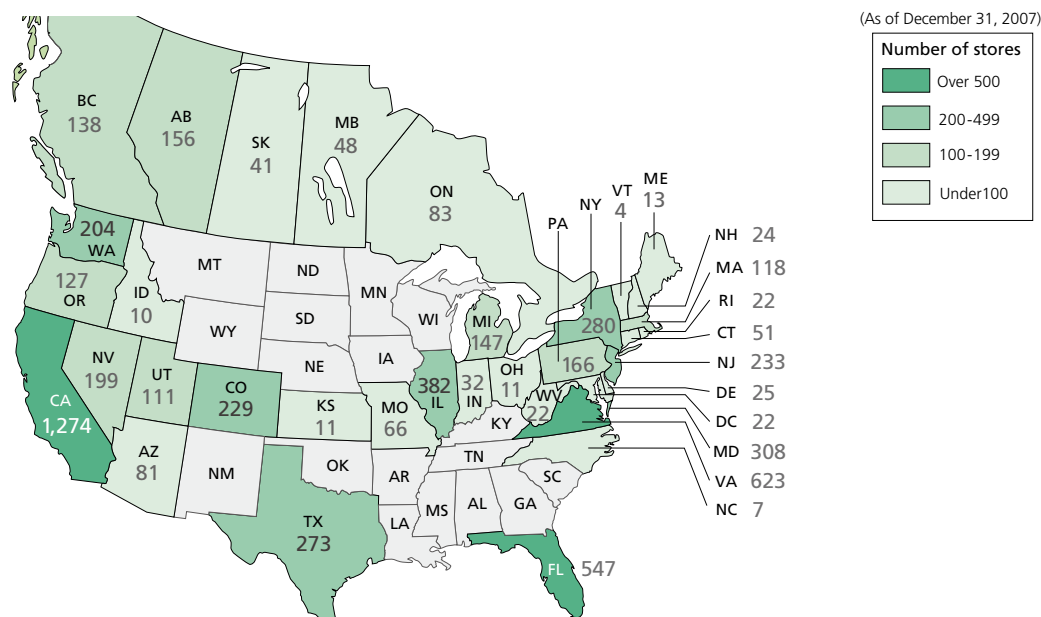 (As of December 31, 2007)
Number of stores
Over 500
200-499
100-199
Under100
BC
138
AB
156
SK
41
MB
48
ON
83
204
WA
127
OR
ID
10
MT
ND
MN
WY
SD
WI
NE
IA
MI
147
NV
199
UT
111
CO
229
KS
11
MO
66
382
IL
32
IN
OH
11
WV
22
KY
CA
1,274
AZ
81
NM
OK
AR
TN
MS
AL
GA
SC
LA
TX
273
FL
547
PA
166
NY
280
VT
4
ME
13
NH 24
MA 118
RI 22
CT 51
NJ 233
DE 25
DC 22
MD 308
VA 623
NC 7